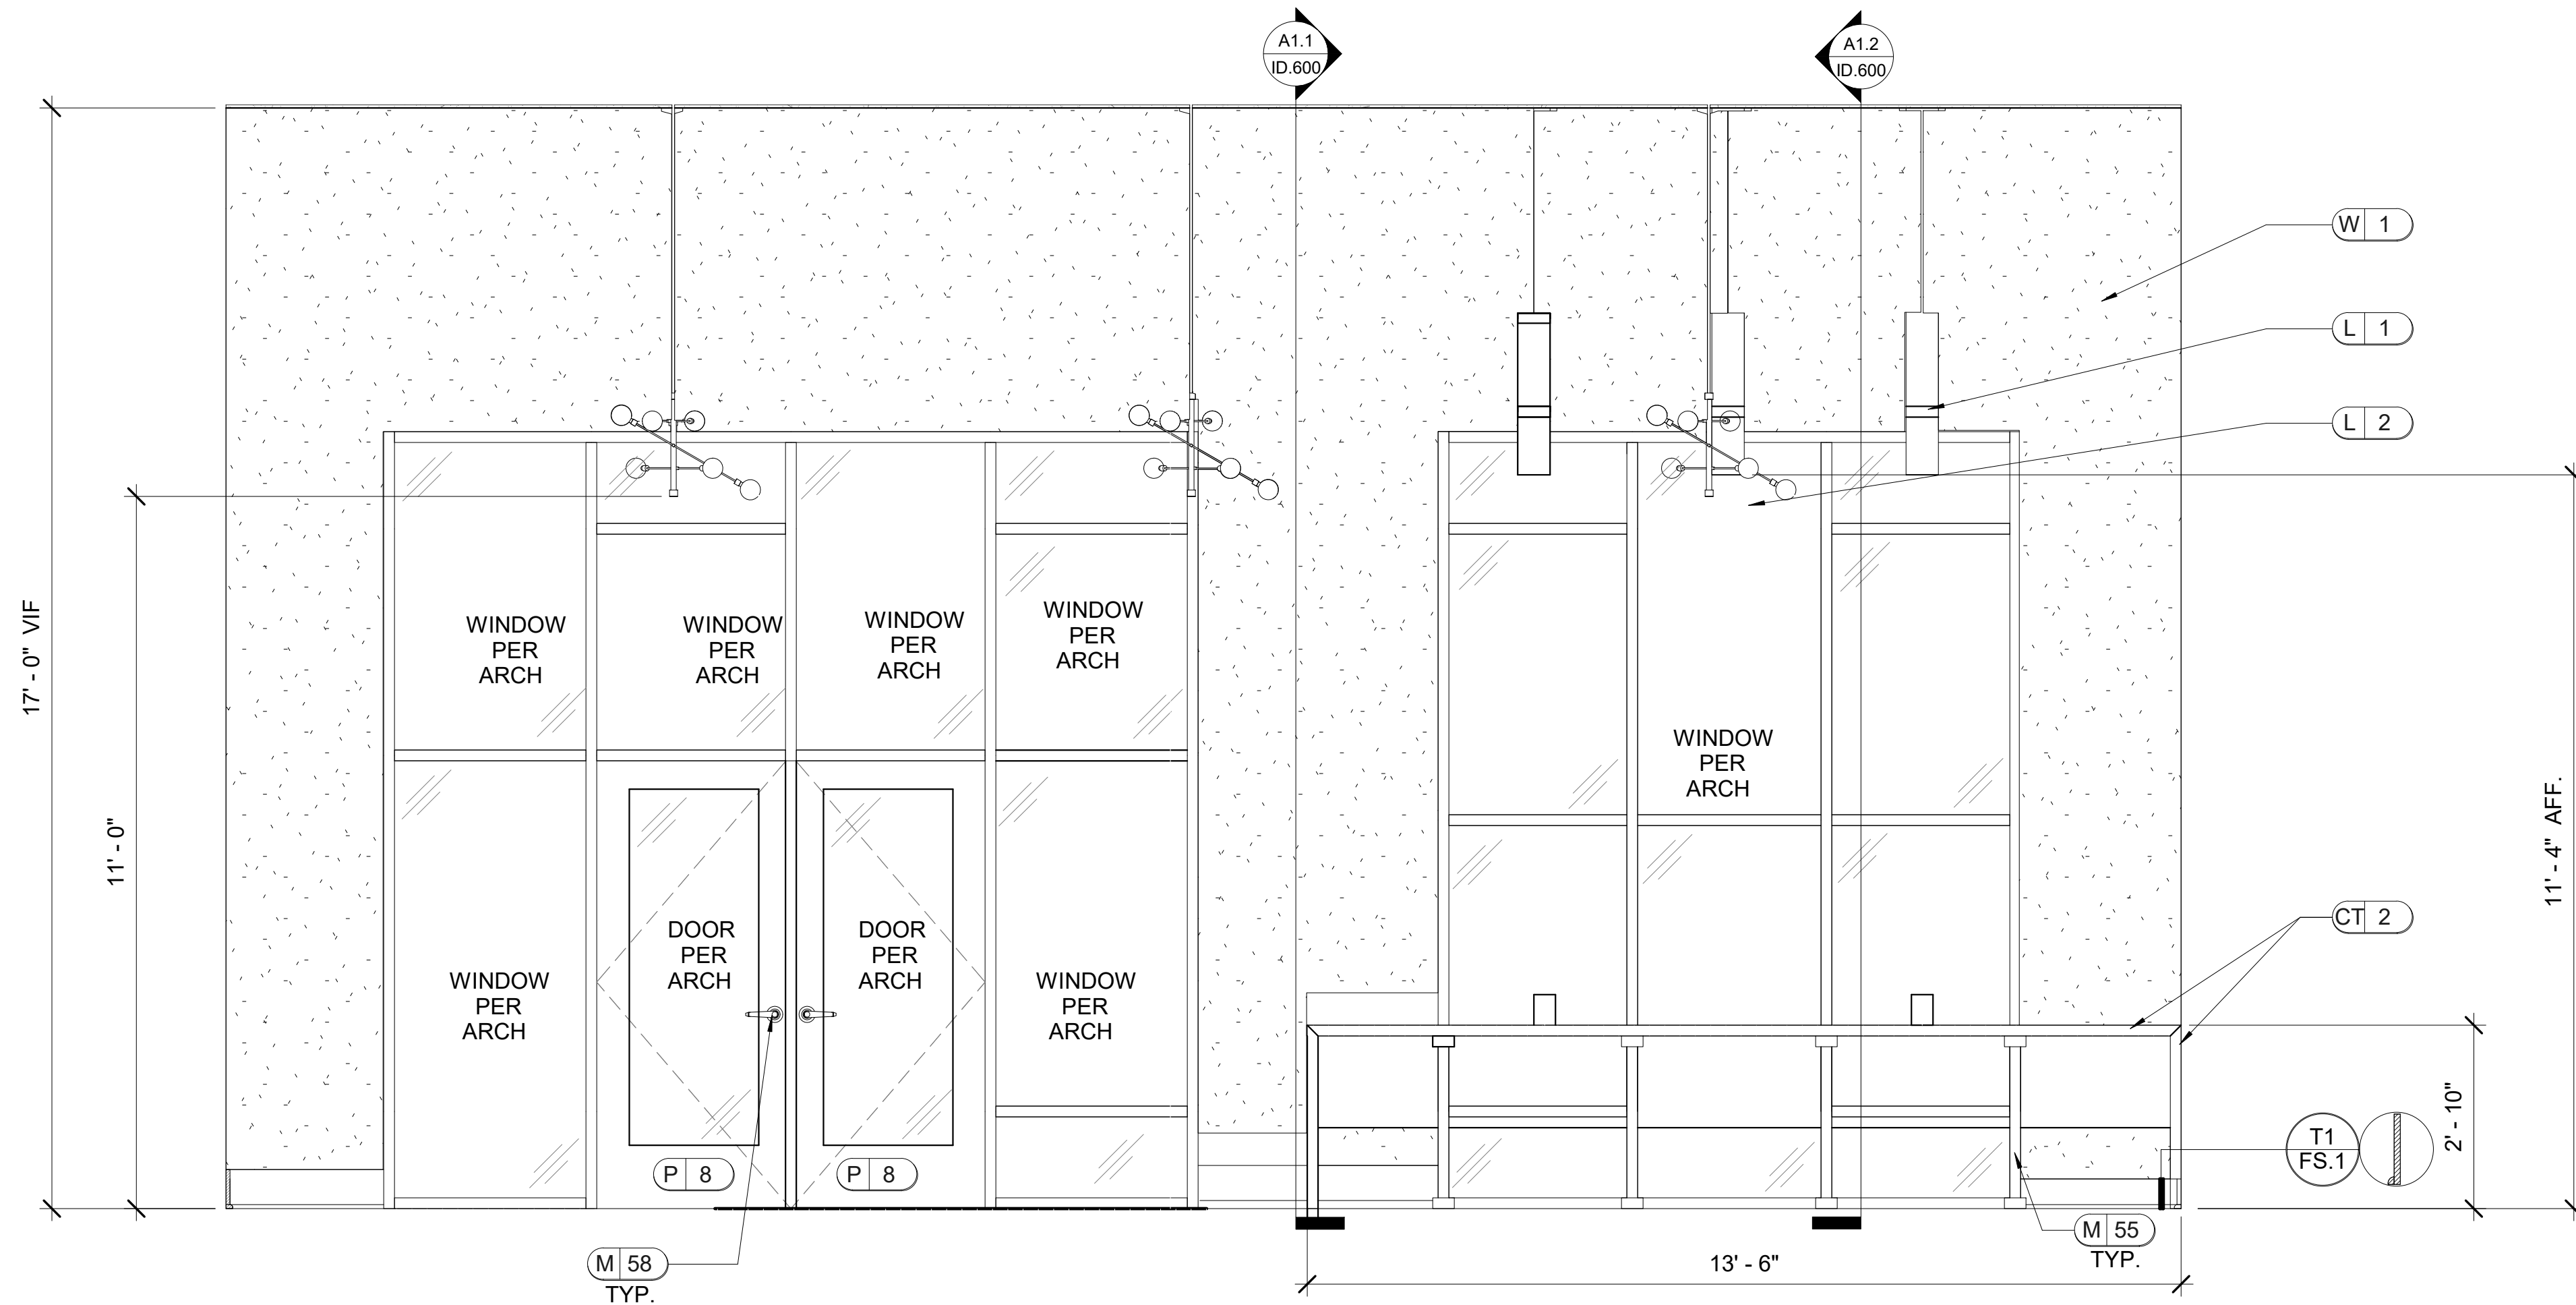 A1.1
ID.600
A1.2
ID.600
W 1
L 1
L 2
17' - 0" VIF
11' - 0"
WINDOW
PER
ARCH
WINDOW
PER
ARCH
WINDOW
PER
ARCH
WINDOW
PER
ARCH
WINDOW
PER
ARCH
11' - 4" AFF.
CT 2
DOOR
PER
ARCH
DOOR
PER
ARCH
WINDOW
PER
ARCH
WINDOW
PER
ARCH
2' - 10"
T1
FS.1
P 8
P 8
M 55
TYP.
M 58
TYP.
13' - 6"